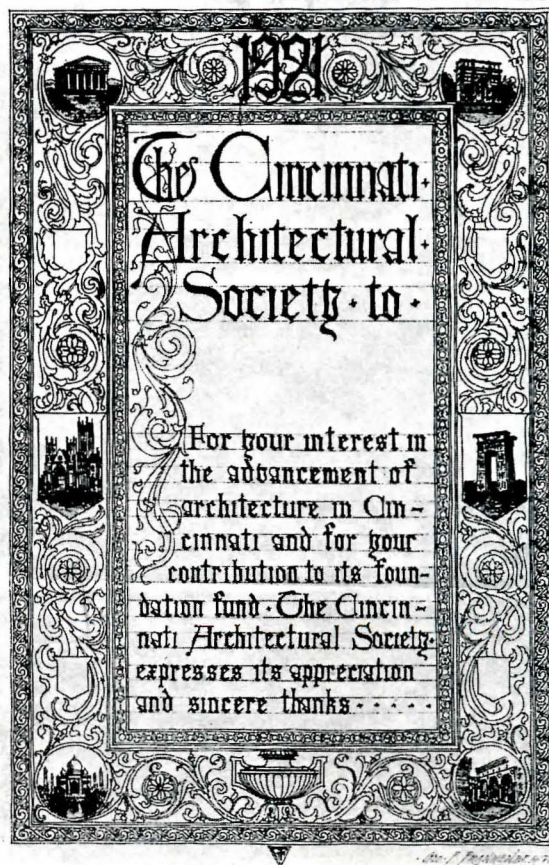 1921
The Cincinnati·
Architectural·
Society·to·
For your interest in
the advancement of
architecture in Cin-
cinnati and for your
contribution to its foun-
dation fund·The Cincin-
nati Architectural Society·
expresses its appreciation
and sincere thanks·····